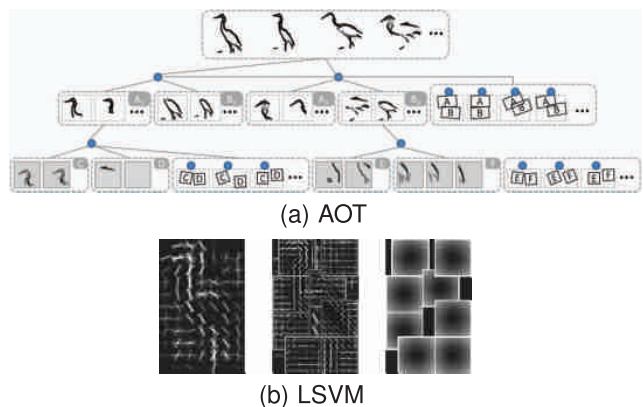 A B A B A B A B
C D C D C D
E F E F E F
(a) AOT
(b) LSVM